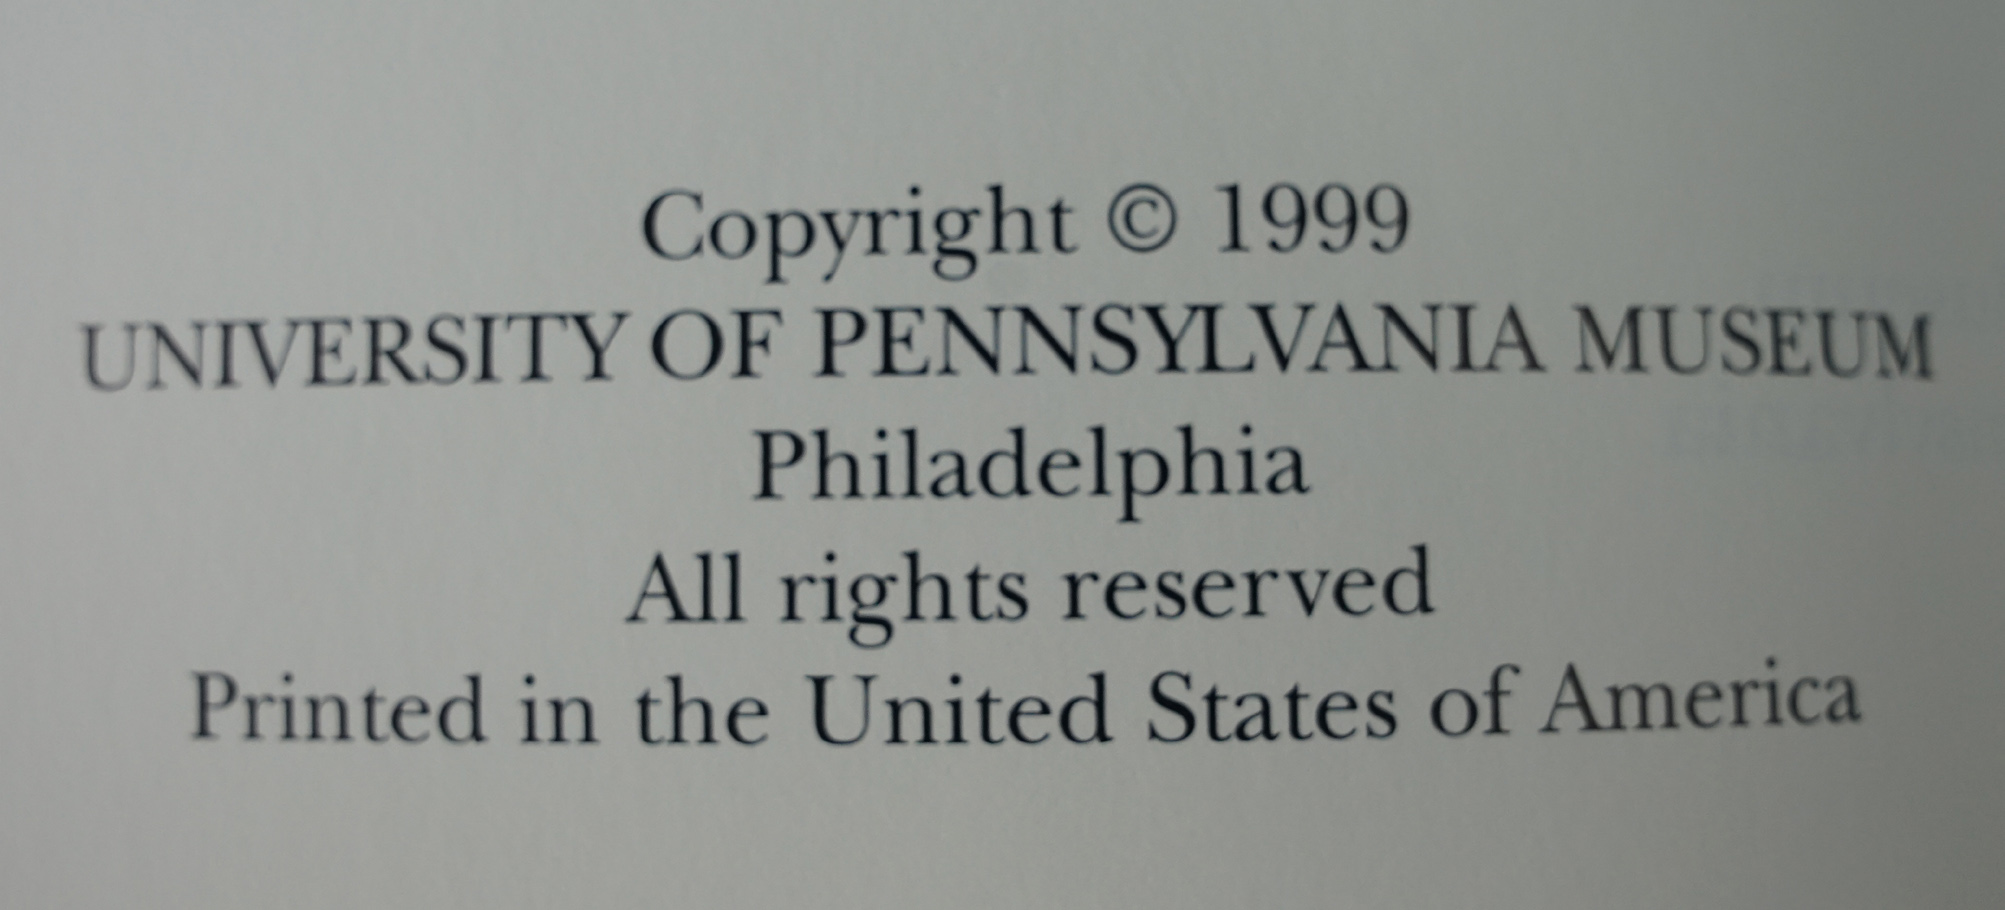 Copyright © 1999
UNIVERSITY OF PENNSYLVANIA MUSEUM
Philadelphia
All rights reserved
Printed in the United States of America